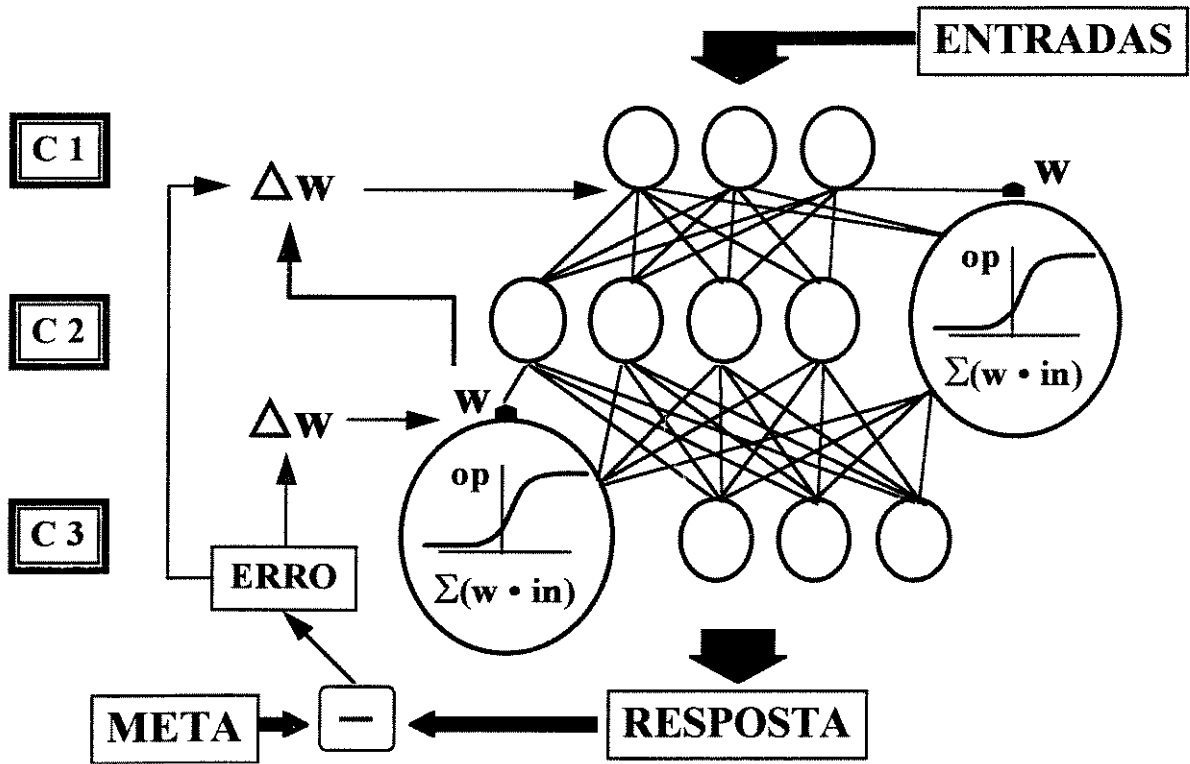 ENTRADAS
C 1
Δw
w
op
Σ(w • in)
C 2
w
Δw
op
Σ(w • in)
C 3
ERRO
META
−
RESPOSTA